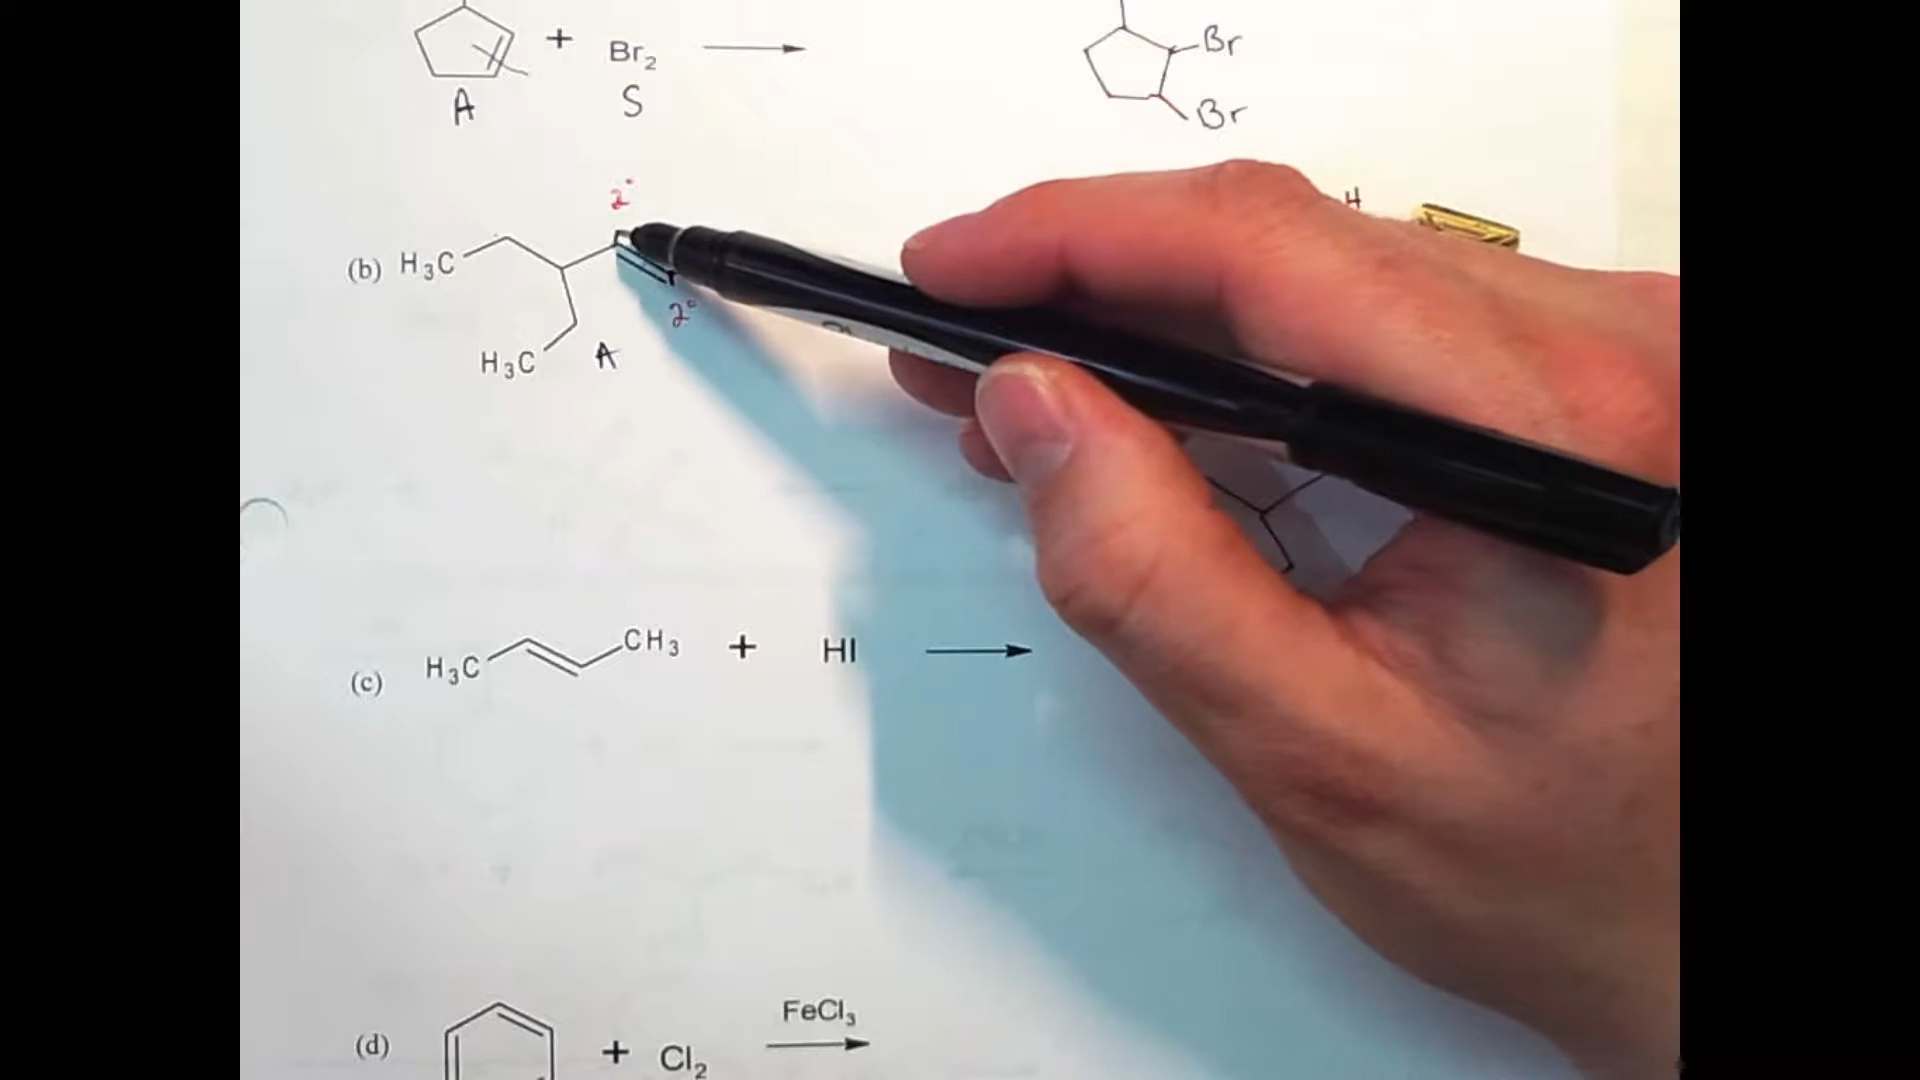 + Br2
A S
Br
Br
2°
H
(b) H3C
2°
H3C A
(c) H3C CH3 + HI
FeCl3
(d) + Cl2